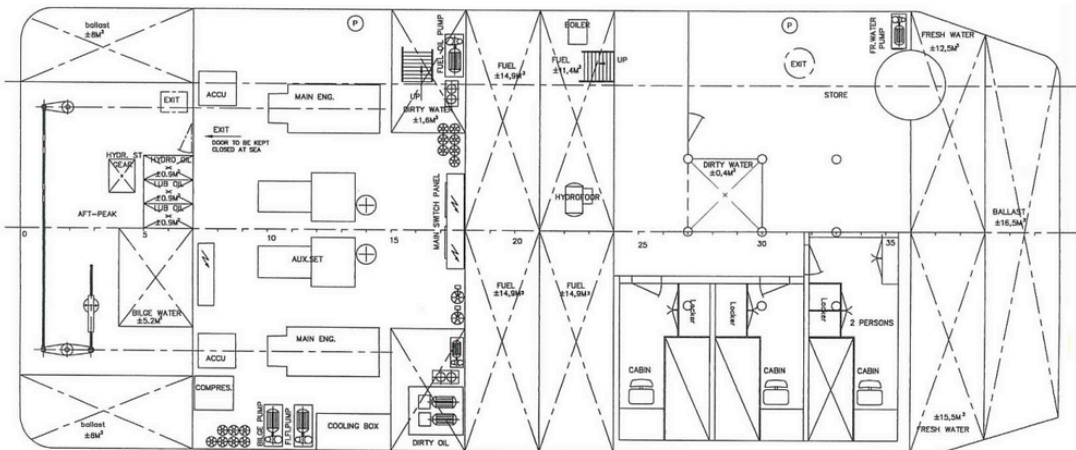 ballast
±8M³
P
FUEL-OIL PUMP
BOILER
P
FR.WATER
PUMP
FRESH WATER
±12,5M³
FUEL
±14,9M³
FUEL
±11,4M³
UP
EXIT
ACCU
MAIN ENG.
UP
DIRTY WATER
±1,6M³
STORE
EXIT
EXIT
DOOR TO BE KEPT
CLOSED AT SEA
HYDR. ST
GEAR
HYDRO OIL
±0.9M³
LUB OIL
±0.9M³
LUB OIL
±0.9M³
DIRTY WATER
±0,4M³
HYDROFOOR
MAIN SWITCH PANEL
AFT-PEAK
BALLAST
±16,5M³
0
5
10
15
20
25
30
35
AUX.SET
FUEL
±14,9M³
FUEL
±14,9M³
BILGE WATER
±5.2M³
Locker
Locker
Locker
2 PERSONS
MAIN ENG.
ACCU
CABIN
CABIN
CABIN
COMPRES.
ballast
±8M³
BILGE PUMP
FI,FI,PUMP
COOLING BOX
DIRTY OIL
±15,5M³
FRESH WATER